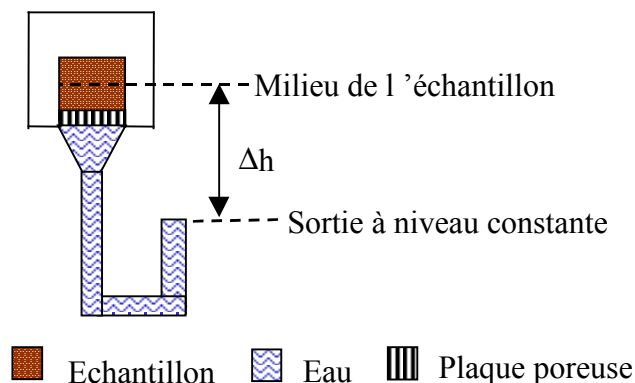 Milieu de l ’échantillon
Δh
Sortie à niveau constante
Echantillon Eau Plaque poreuse